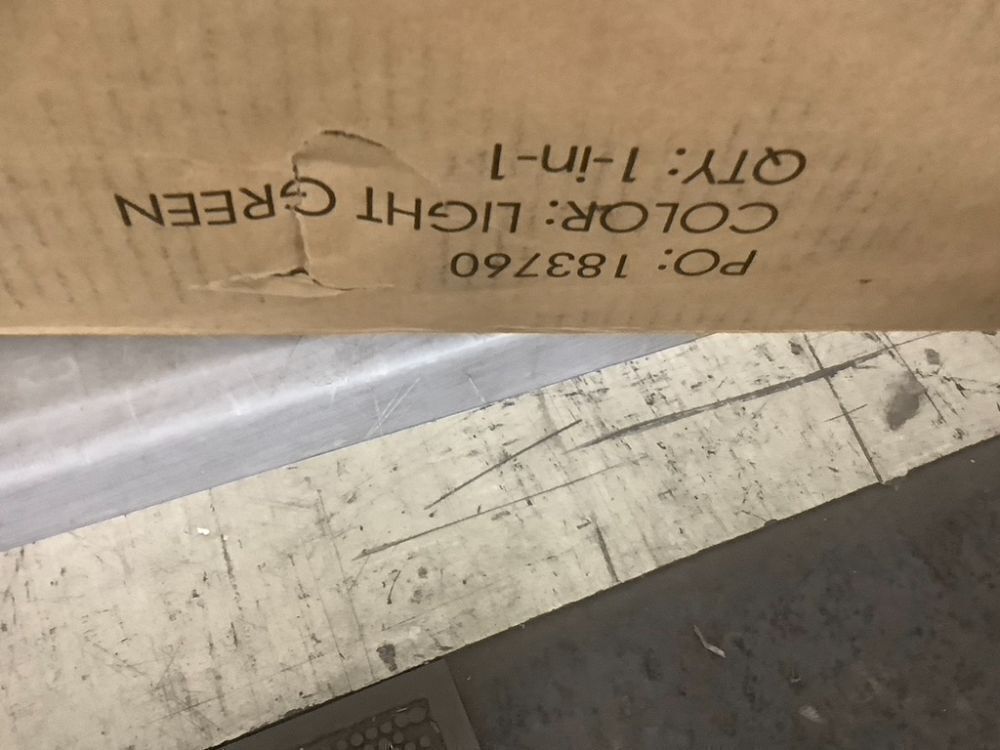 PO: 183760
COLOR: LIGHT GREEN
QTY: 1-in-1